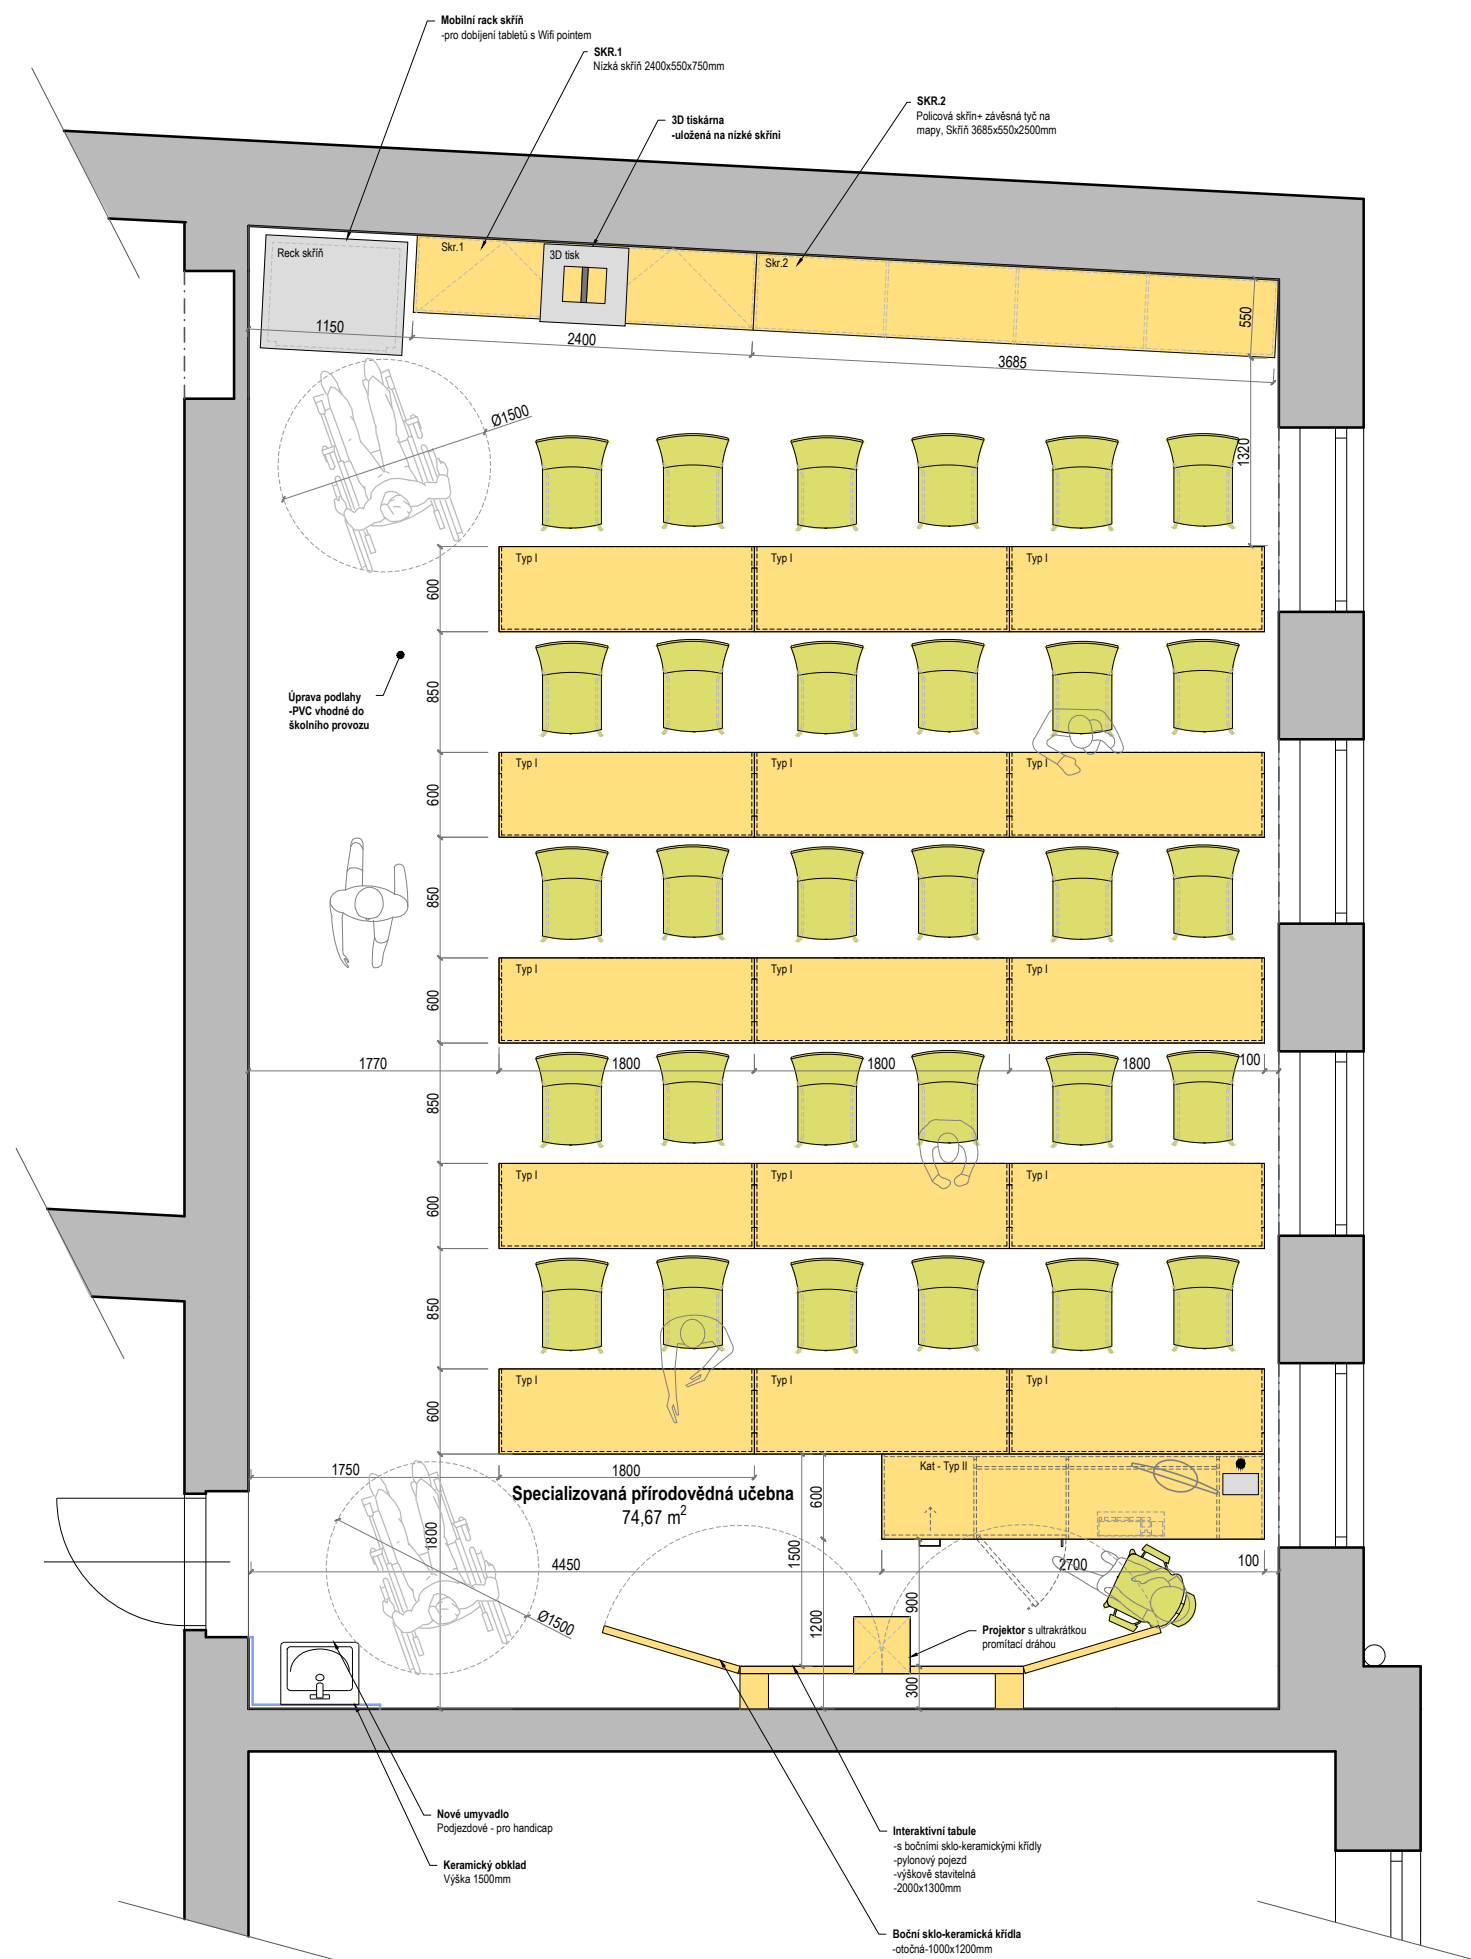 Mobilní rack skříň
-pro dobíjení tabletů s Wifi pointem
SKR.1
Nízká skříň 2400x550x750mm
3D tiskárna
-uložená na nízké skříni
SKR.2
Policová skříň+ závěsná tyč na
mapy, Skříň 3685x550x2500mm
Reck skříň
Skr.1
3D tisk
Skr.2
1150
2400
3685
550
1320
Ø1500
Typ I
Typ I
Typ I
600
Úprava podlahy
-PVC vhodné do
školního provozu
850
Typ I
Typ I
Typ I
600
850
Typ I
Typ I
Typ I
600
1770
1800
1800
1800
100
850
Typ I
Typ I
Typ I
600
850
Typ I
Typ I
Typ I
600
1750
1800
Kat - Typ II
Specializovaná přírodovědná učebna
74,67 m²
600
1800
1500
4450
2700
100
900
1200
Ø1500
Projektor s ultrakrátkou
promítací dráhou
300
Nové umyvadlo
Podjezdové - pro handicap
Keramický obklad
Výška 1500mm
Interaktivní tabule
-s bočními sklo-keramickými křídly
-pylonový pojezd
-výškově stavitelná
-2000x1300mm
Boční sklo-keramická křídla
-otočná-1000x1200mm